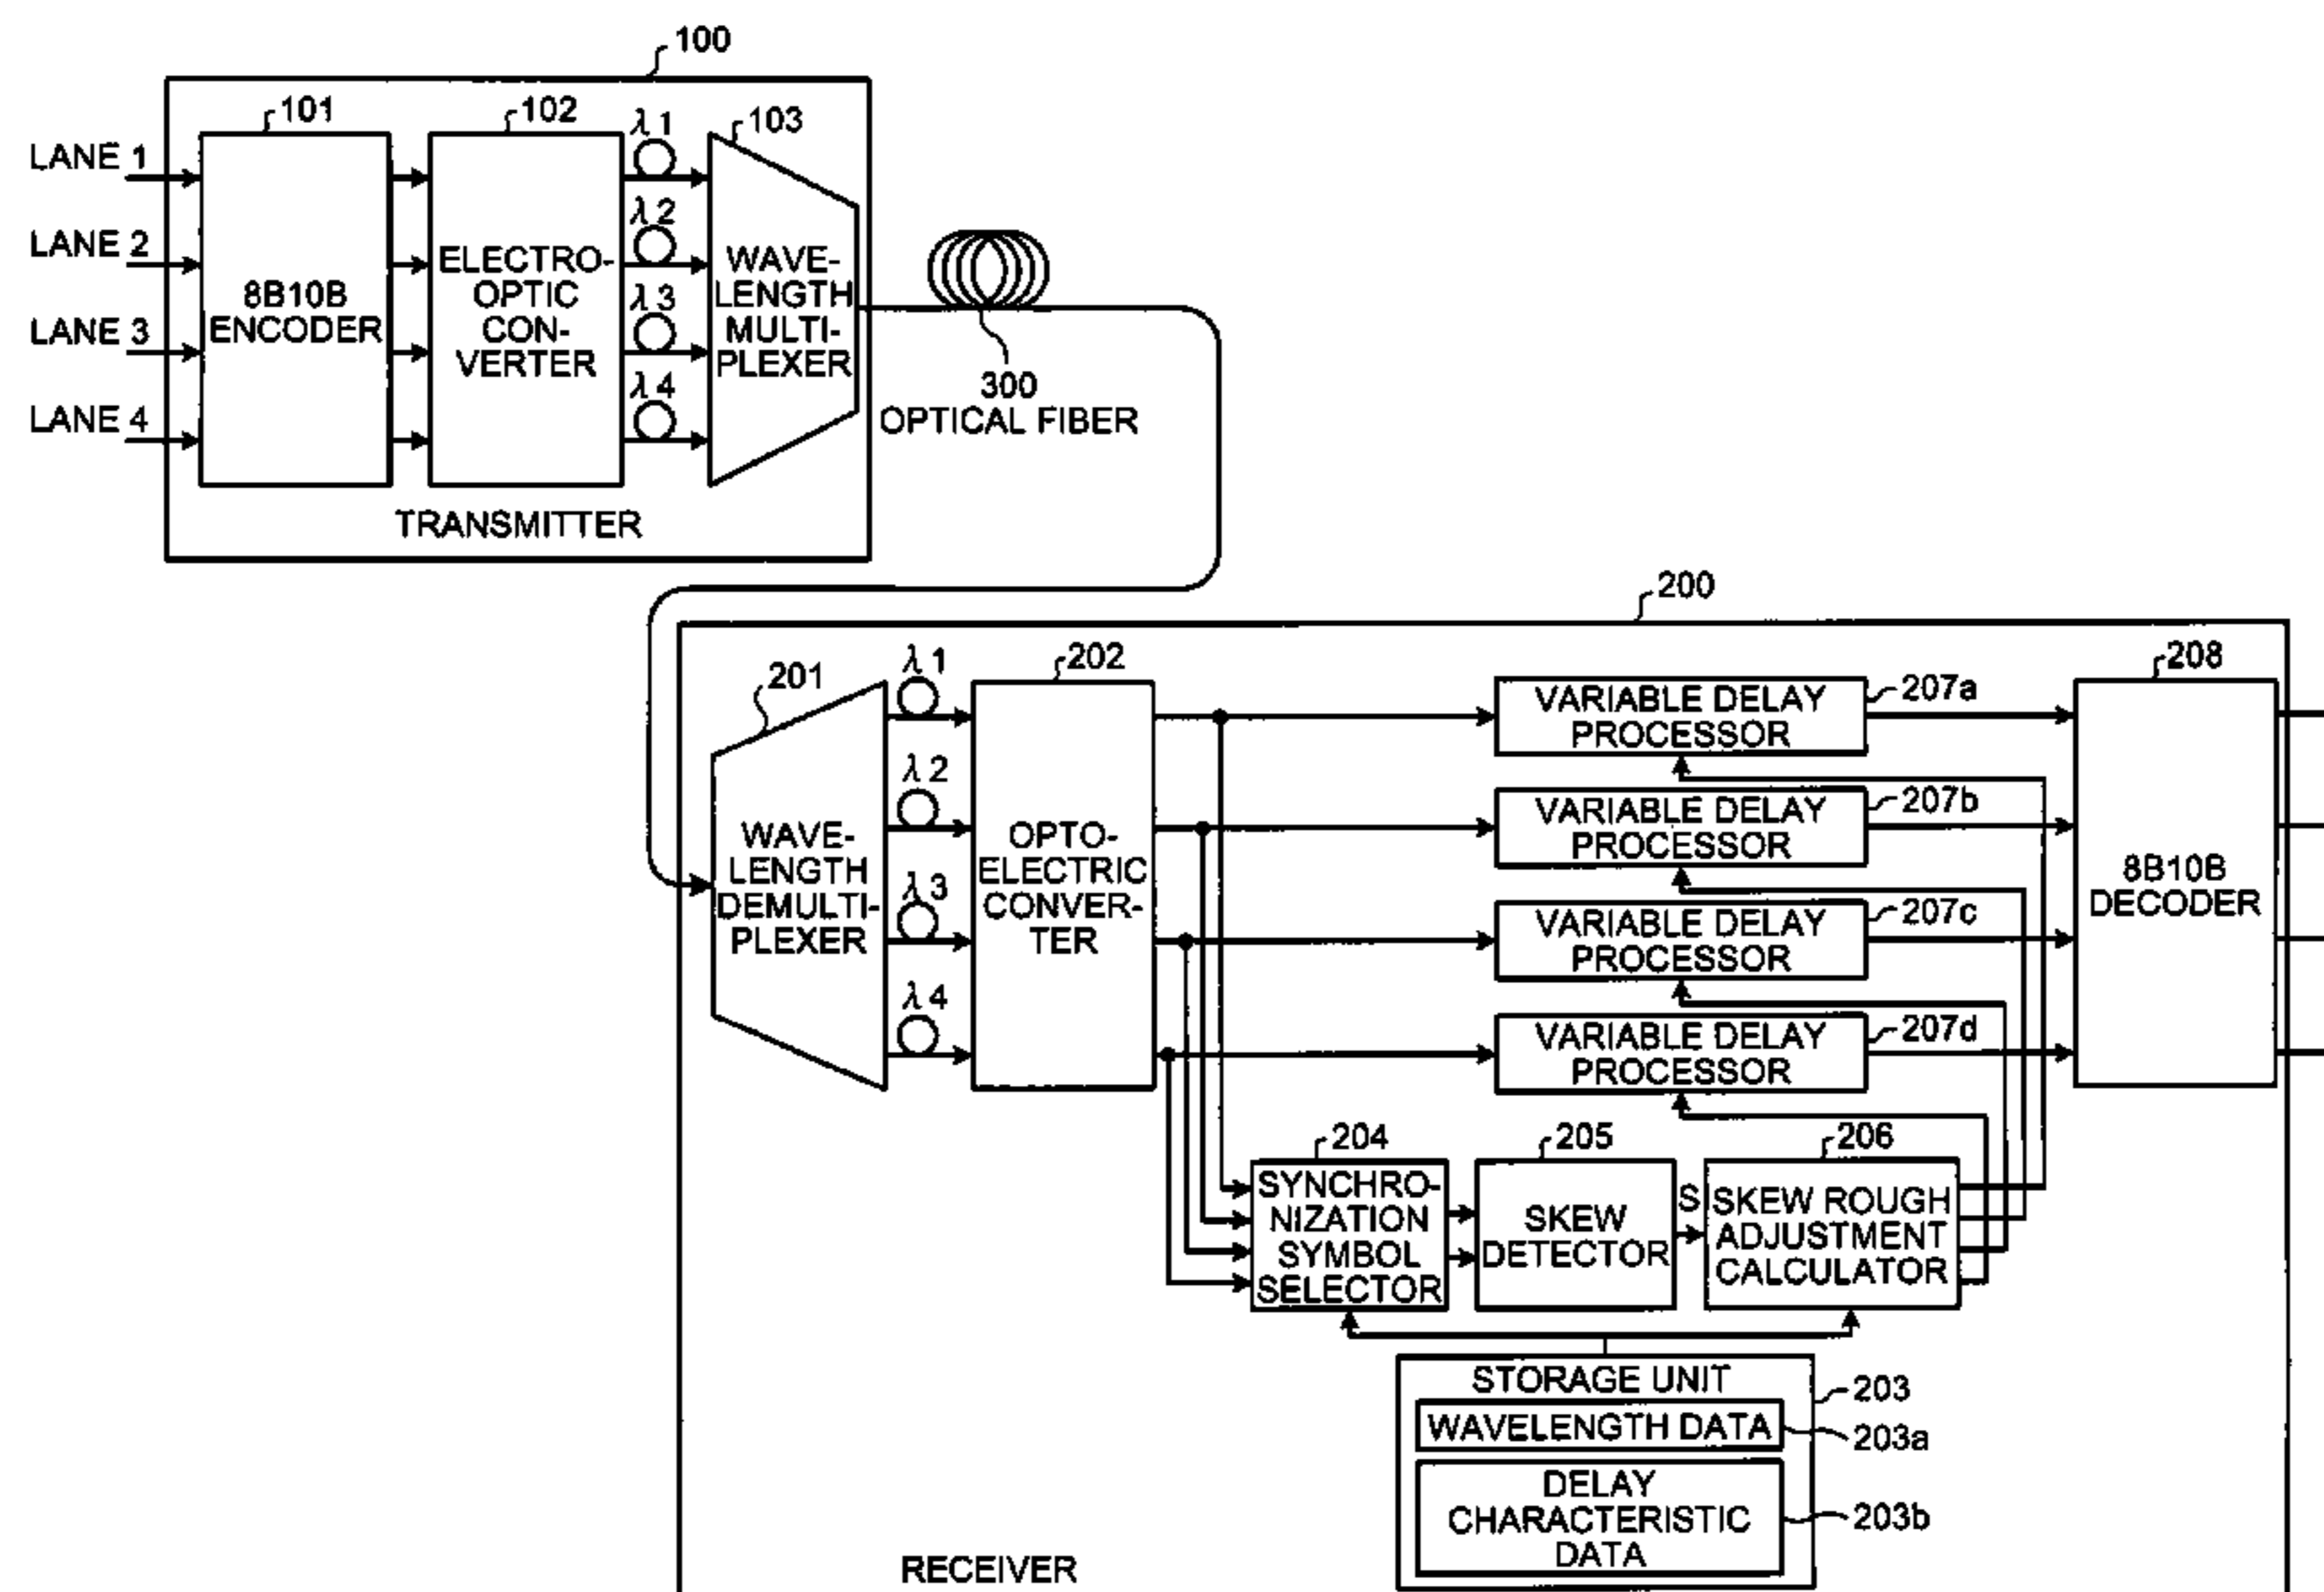 100
101
102
λ1
103
LANE 1
LANE 2
LANE 3
LANE 4
8B10B
ENCODER
ELECTRO-
OPTIC
CON-
VERTER
λ2
λ3
λ4
WAVE-
LENGTH
MULTI-
PLEXER
300
OPTICAL FIBER
TRANSMITTER
200
201
λ1
202
λ2
λ3
λ4
WAVE-
LENGTH
DEMULTI-
PLEXER
OPTO-
ELECTRIC
CONVER-
TER
VARIABLE DELAY
PROCESSOR
207a
VARIABLE DELAY
PROCESSOR
207b
VARIABLE DELAY
PROCESSOR
207c
VARIABLE DELAY
PROCESSOR
207d
208
8B10B
DECODER
204
SYNCHRO-
NIZATION
SYMBOL
SELECTOR
205
SKEW
DETECTOR
S
206
SKEW ROUGH
ADJUSTMENT
CALCULATOR
STORAGE UNIT
203
WAVELENGTH DATA
203a
DELAY
CHARACTERISTIC
DATA
203b
RECEIVER